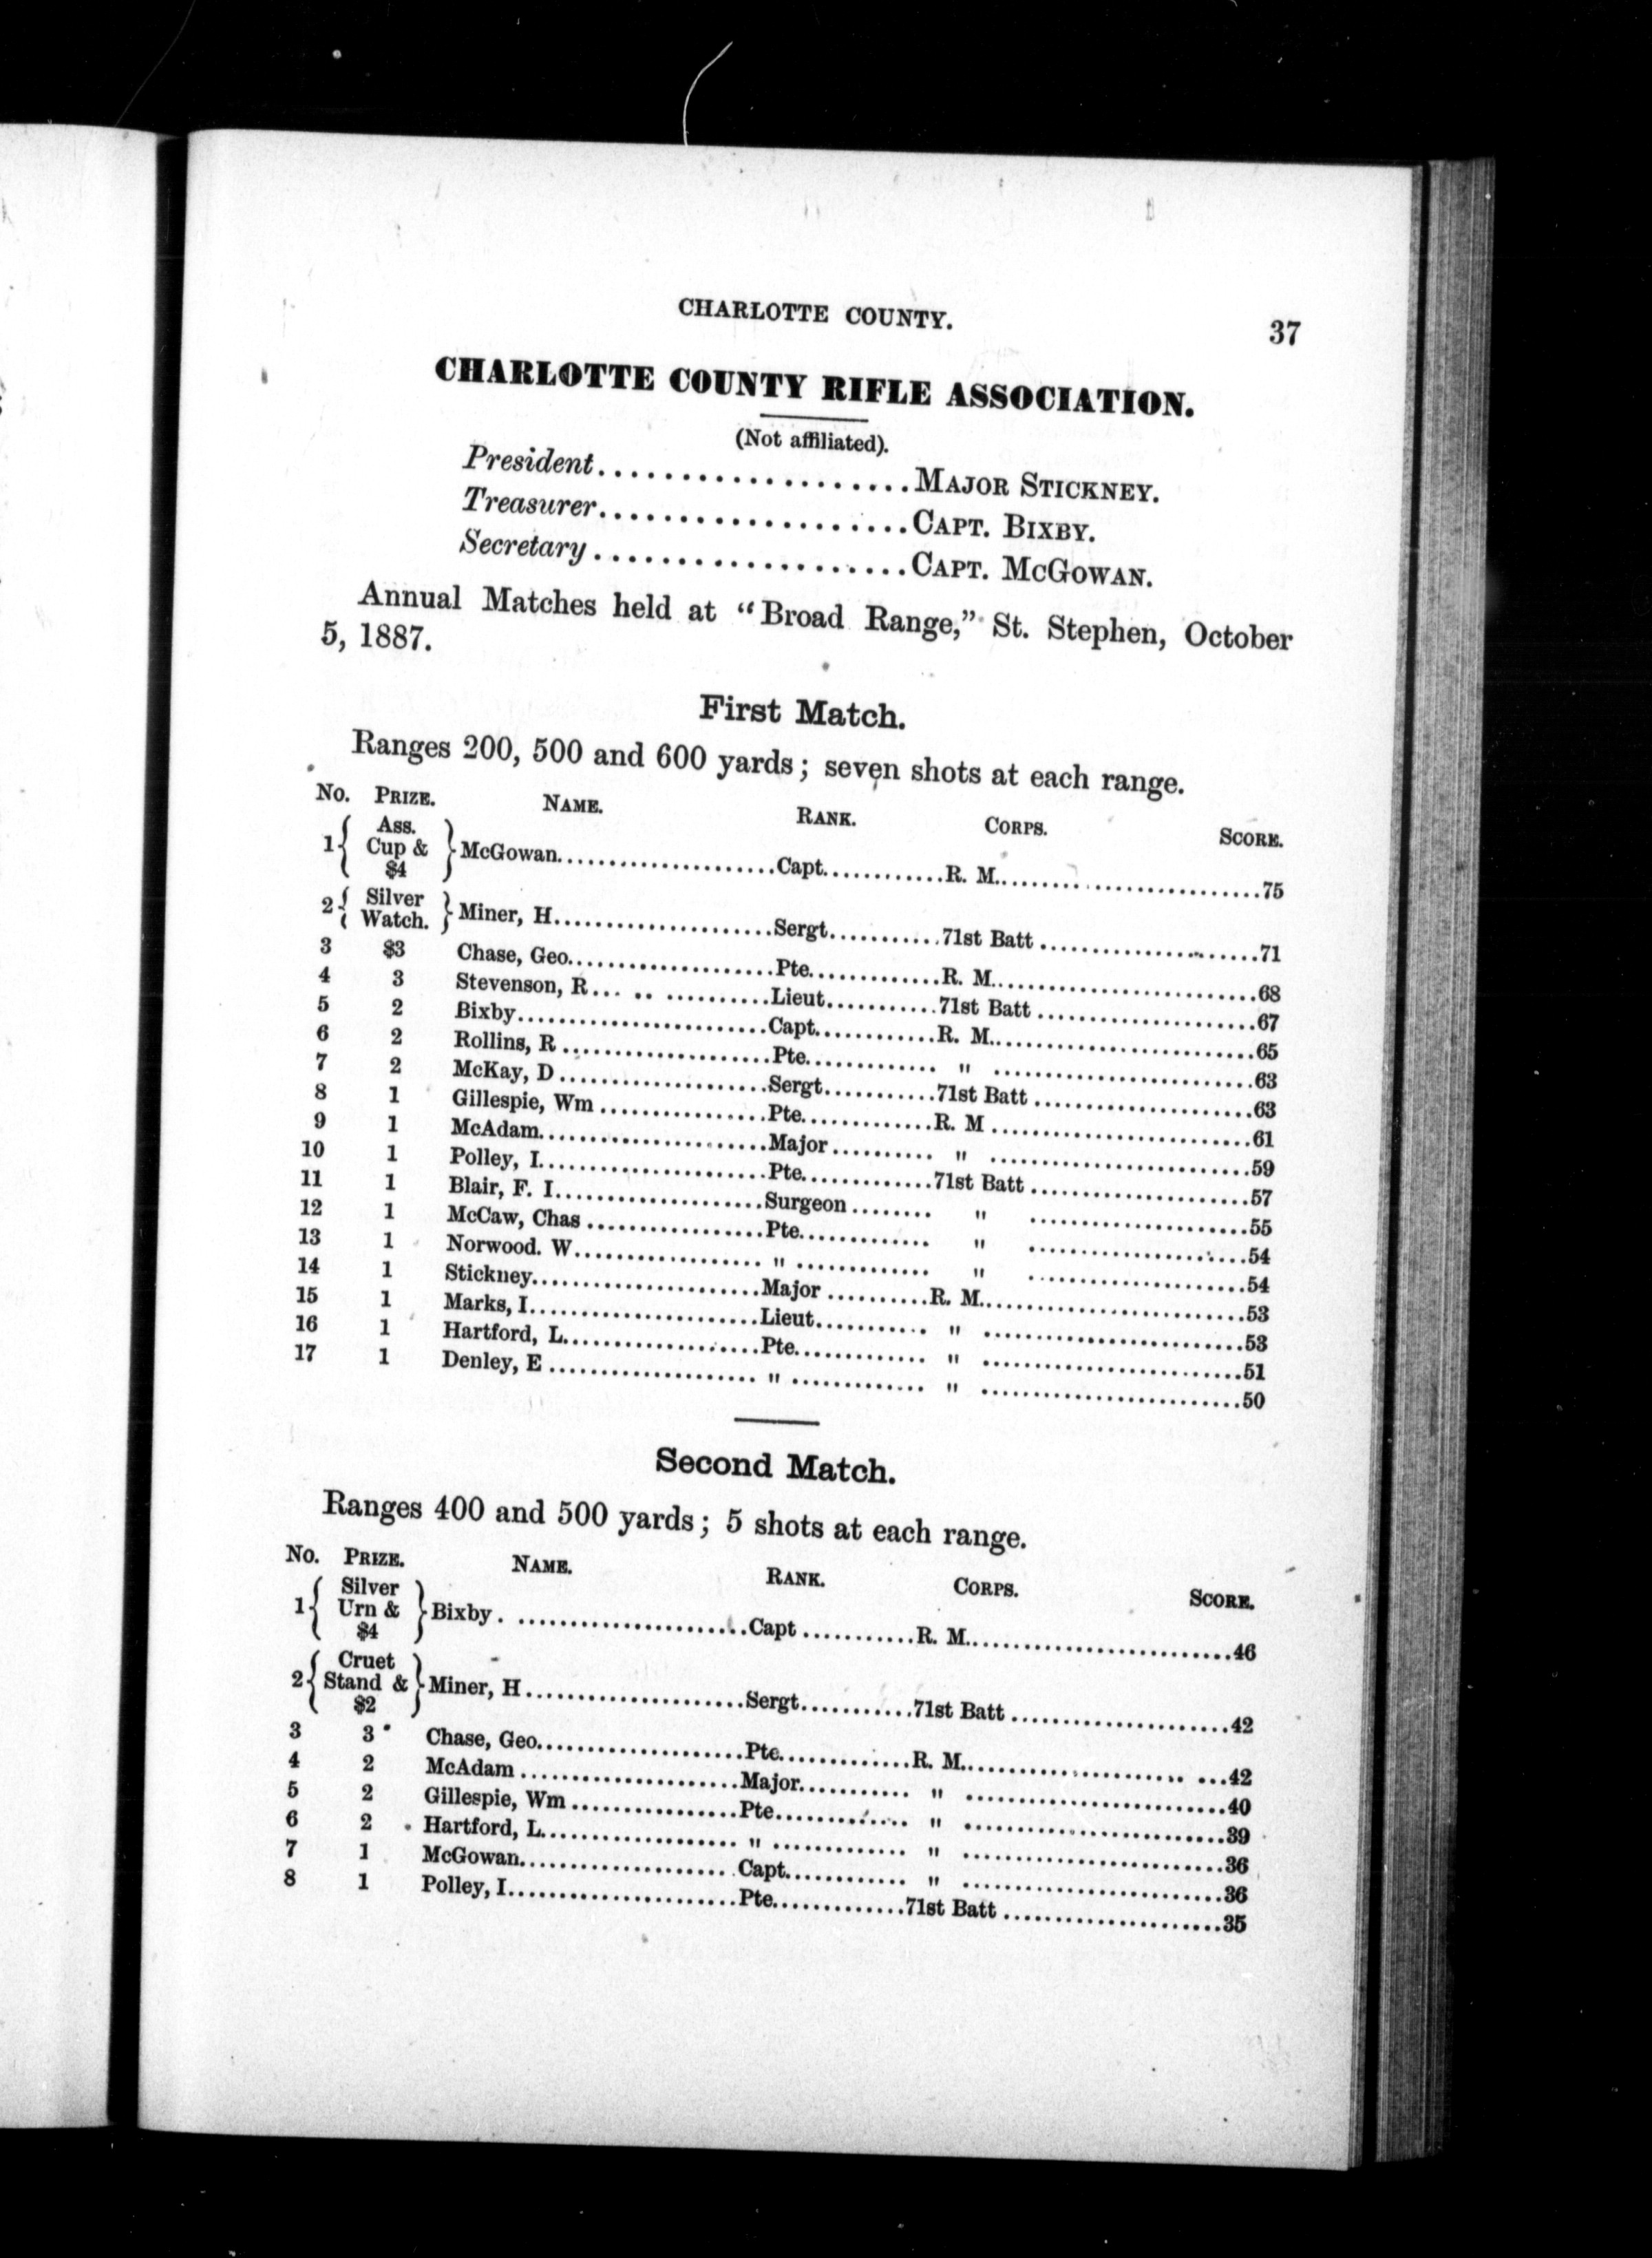 CHARLOTTE COUNTY. 37
CHARLOTTE COUNTY RIFLE ASSOCIATION.
(Not affiliated).
President...................MAJOR STICKNEY.
Treasurer...................CAPT. BIXBY.
Secretary...................CAPT. MCGOWAN.
Annual Matches held at "Broad Range," St. Stephen, October
5, 1887.
First Match.
Ranges 200, 500 and 600 yards; seven shots at each range.
No. PRIZE. NAME. RANK. CORPS. SCORE.
1 { Ass. Cup & $4 } McGowan.....Capt.....R. M.....75
2 { Silver Watch. } Miner, H.....Sergt.....71st Batt.....71
3 $3 Chase, Geo.....Pte.....R. M.....68
4 3 Stevenson, R.....Lieut.....71st Batt.....67
5 2 Bixby.....Capt.....R. M.....65
6 2 Rollins, R.....Pte.....".....63
7 2 McKay, D.....Sergt.....71st Batt.....63
8 1 Gillespie, Wm.....Pte.....R. M.....61
9 1 McAdam.....Major.....".....59
10 1 Polley, I.....Pte.....71st Batt.....57
11 1 Blair, F. I.....Surgeon.....".....55
12 1 McCaw, Chas.....Pte.....".....54
13 1 Norwood. W.....".....".....54
14 1 Stickney.....Major.....R. M.....53
15 1 Marks, I.....Lieut.....".....53
16 1 Hartford, L.....Pte.....".....51
17 1 Denley, E.....".....".....50
Second Match.
Ranges 400 and 500 yards; 5 shots at each range.
No. PRIZE. NAME. RANK. CORPS. SCORE.
1 { Silver Urn & $4 } Bixby.....Capt.....R. M.....46
2 { Cruet Stand & $2 } Miner, H.....Sergt.....71st Batt.....42
3 3 Chase, Geo.....Pte.....R. M.....42
4 2 McAdam.....Major.....".....40
5 2 Gillespie, Wm.....Pte.....".....39
6 2 Hartford, L.....".....".....36
7 1 McGowan.....Capt.....".....36
8 1 Polley, I.....Pte.....71st Batt.....35